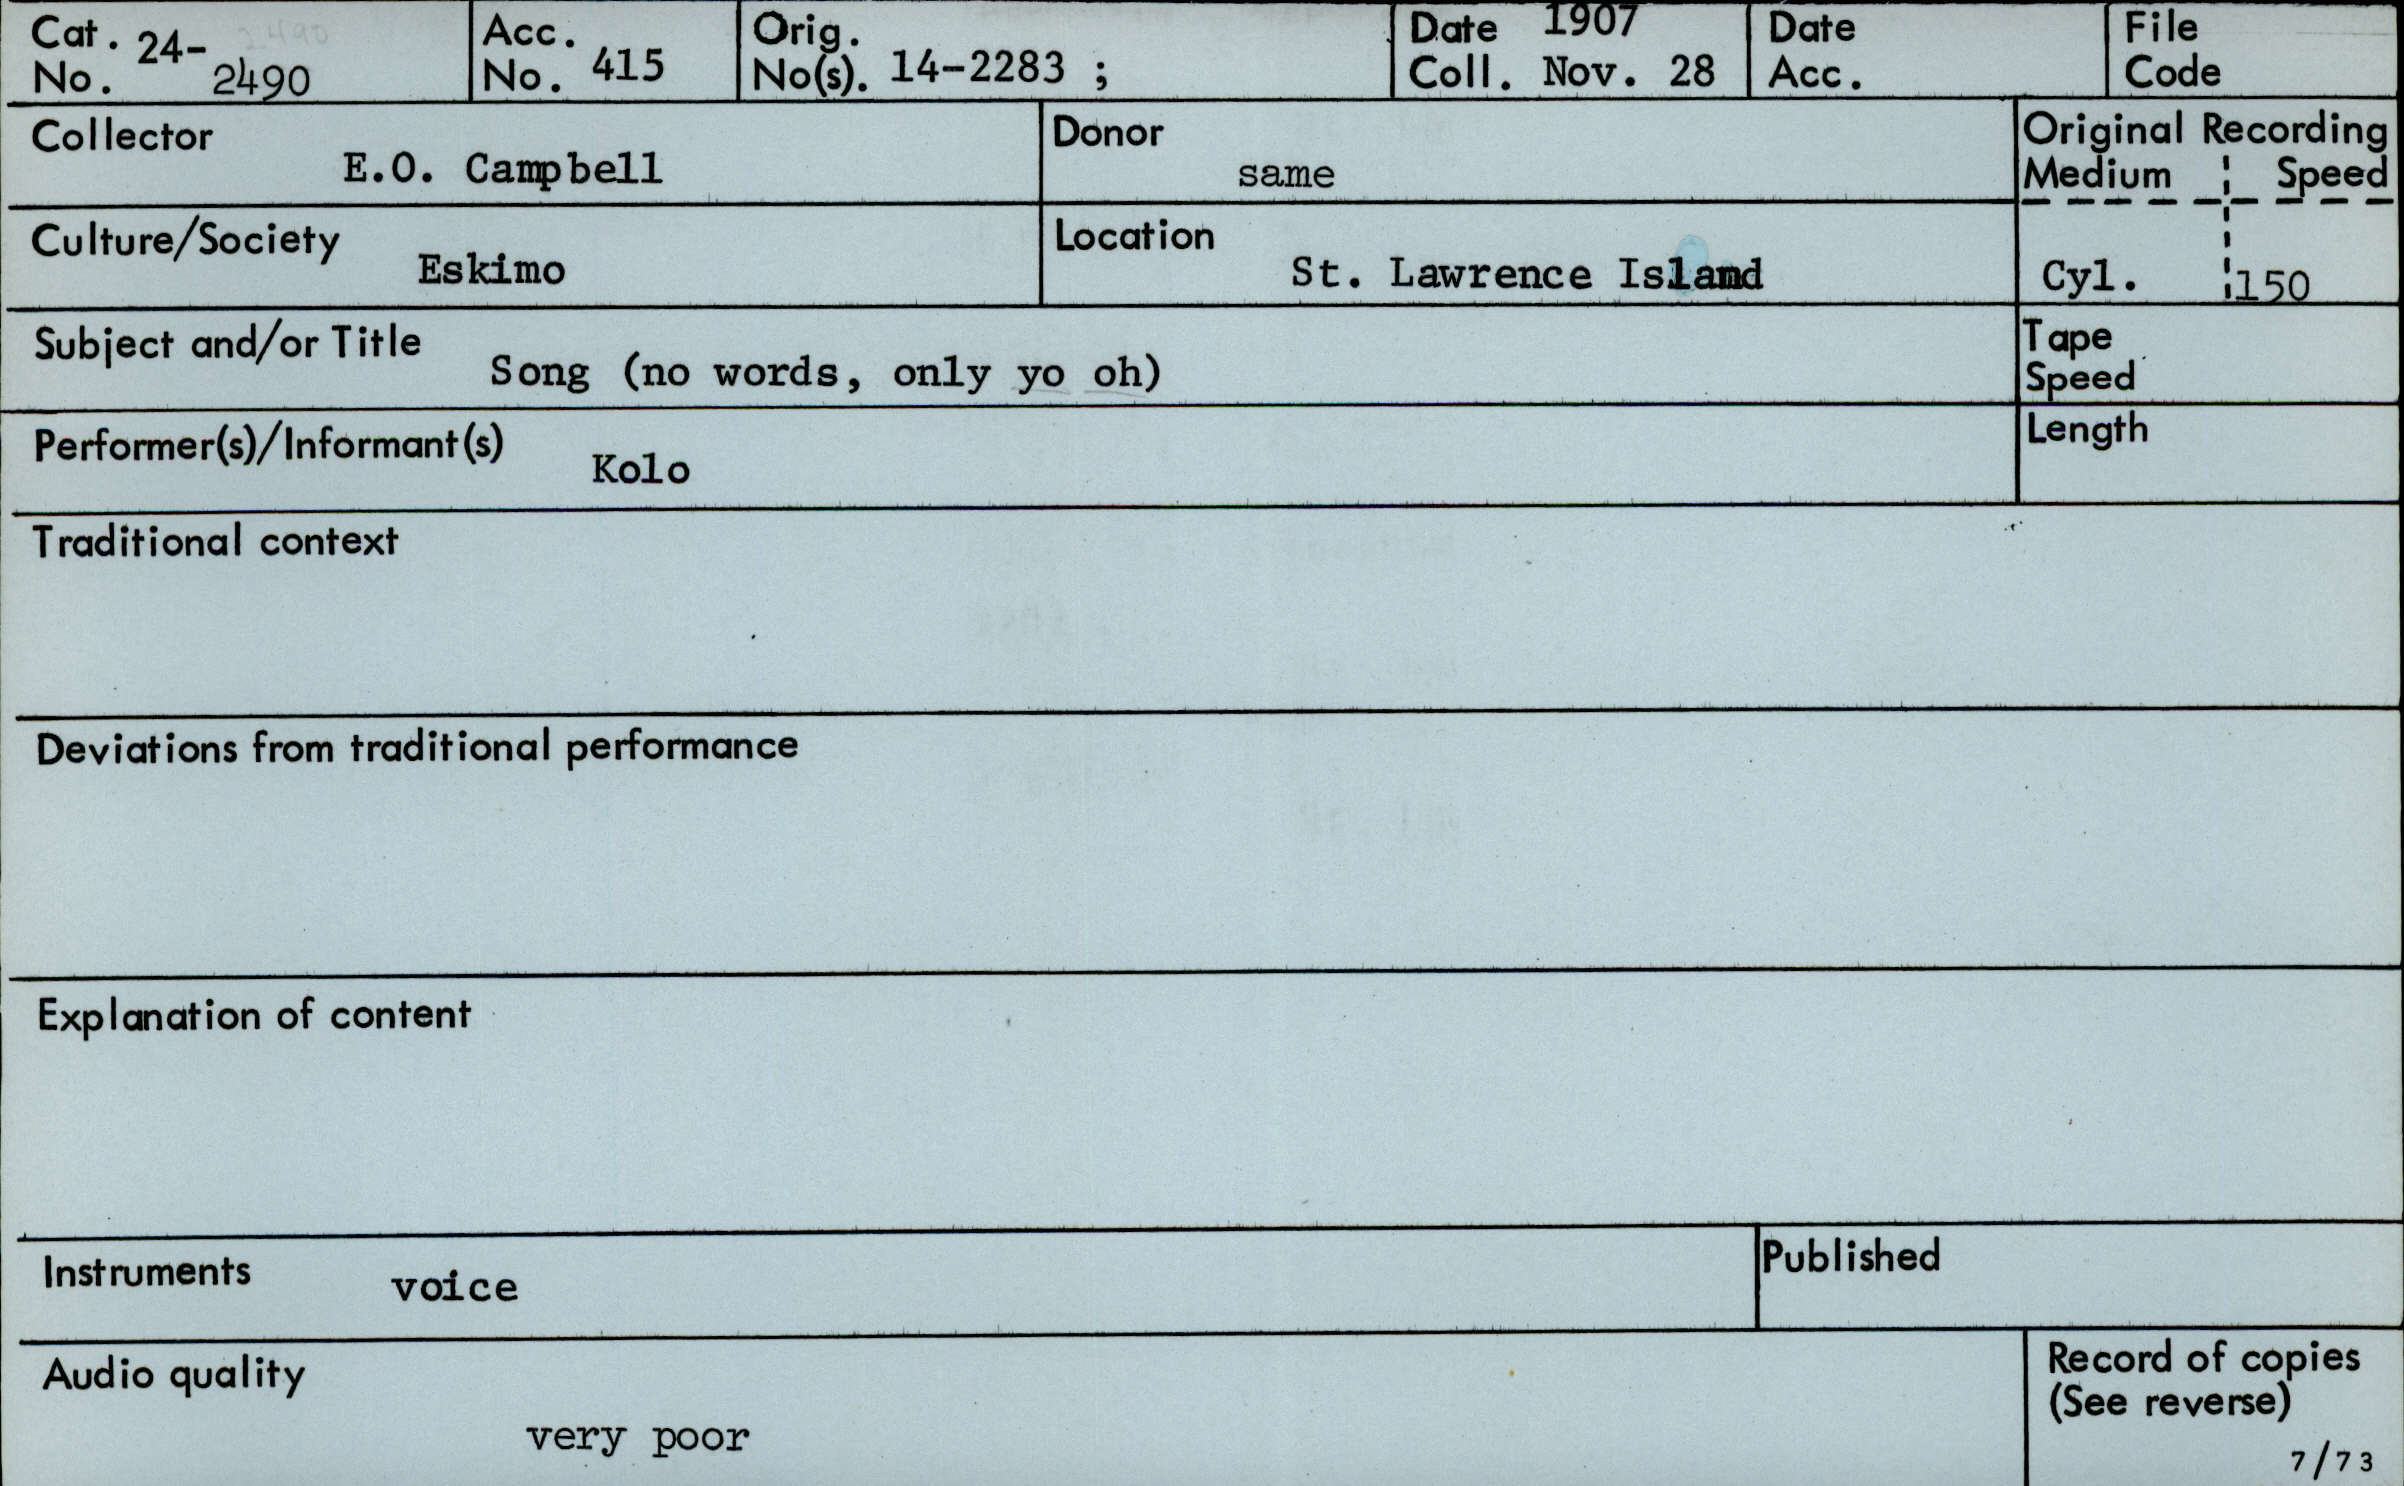 Cat. No. 24-2490
Acc. No. 415
Orig. No(s). 14-2283 ;
Date Coll. 1907 Nov. 28
Date Acc.
File Code
Collector E.O. Campbell
Donor same
Original Recording
Medium Speed
Cyl. 150
Culture/Society Eskimo
Location St. Lawrence Island
Subject and/or Title Song (no words, only yo oh)
Tape Speed
Performer(s)/Informant(s) Kolo
Length
Traditional context
Deviations from traditional performance
Explanation of content
Instruments voice
Published
Audio quality very poor
Record of copies
(See reverse)
7/73